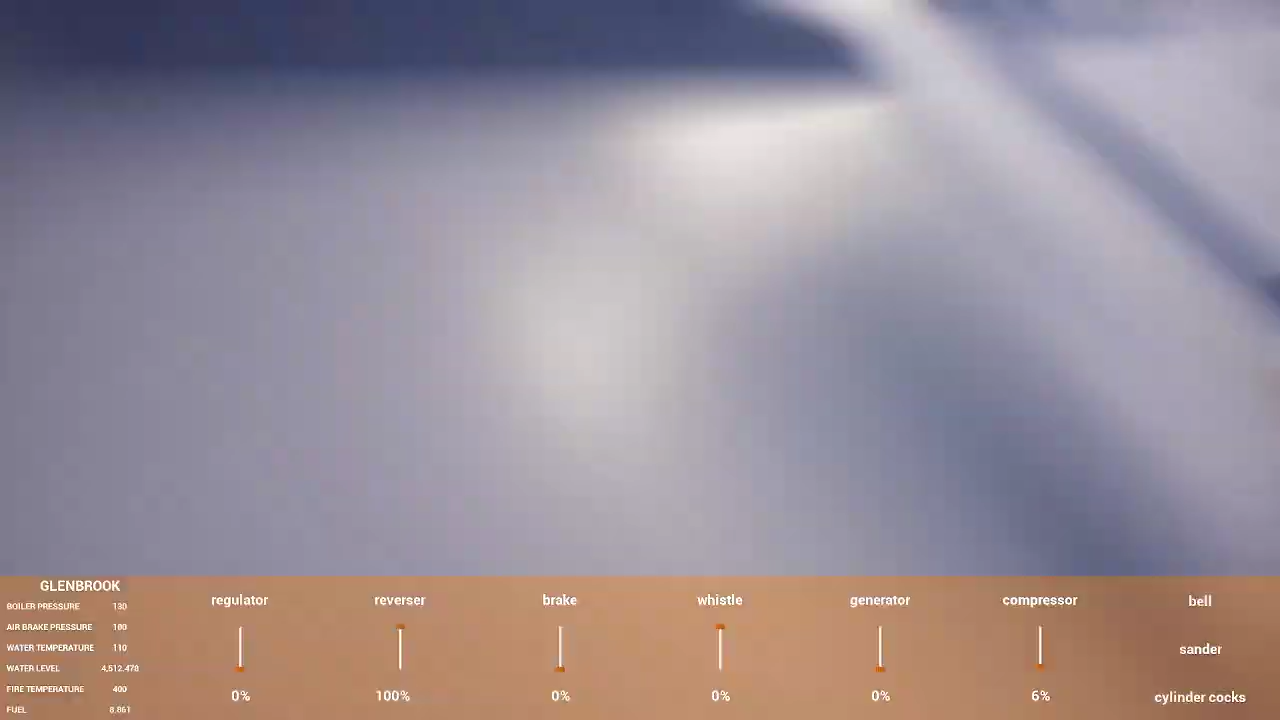 GLENBROOK
BOILER PRESSURE 130
AIR BRAKE PRESSURE 100
WATER TEMPERATURE 110
WATER LEVEL 4,512.478
FIRE TEMPERATURE 400
FUEL 8.861
regulator
0%
reverser
100%
brake
0%
whistle
0%
generator
0%
compressor
6%
bell
sander
cylinder cocks